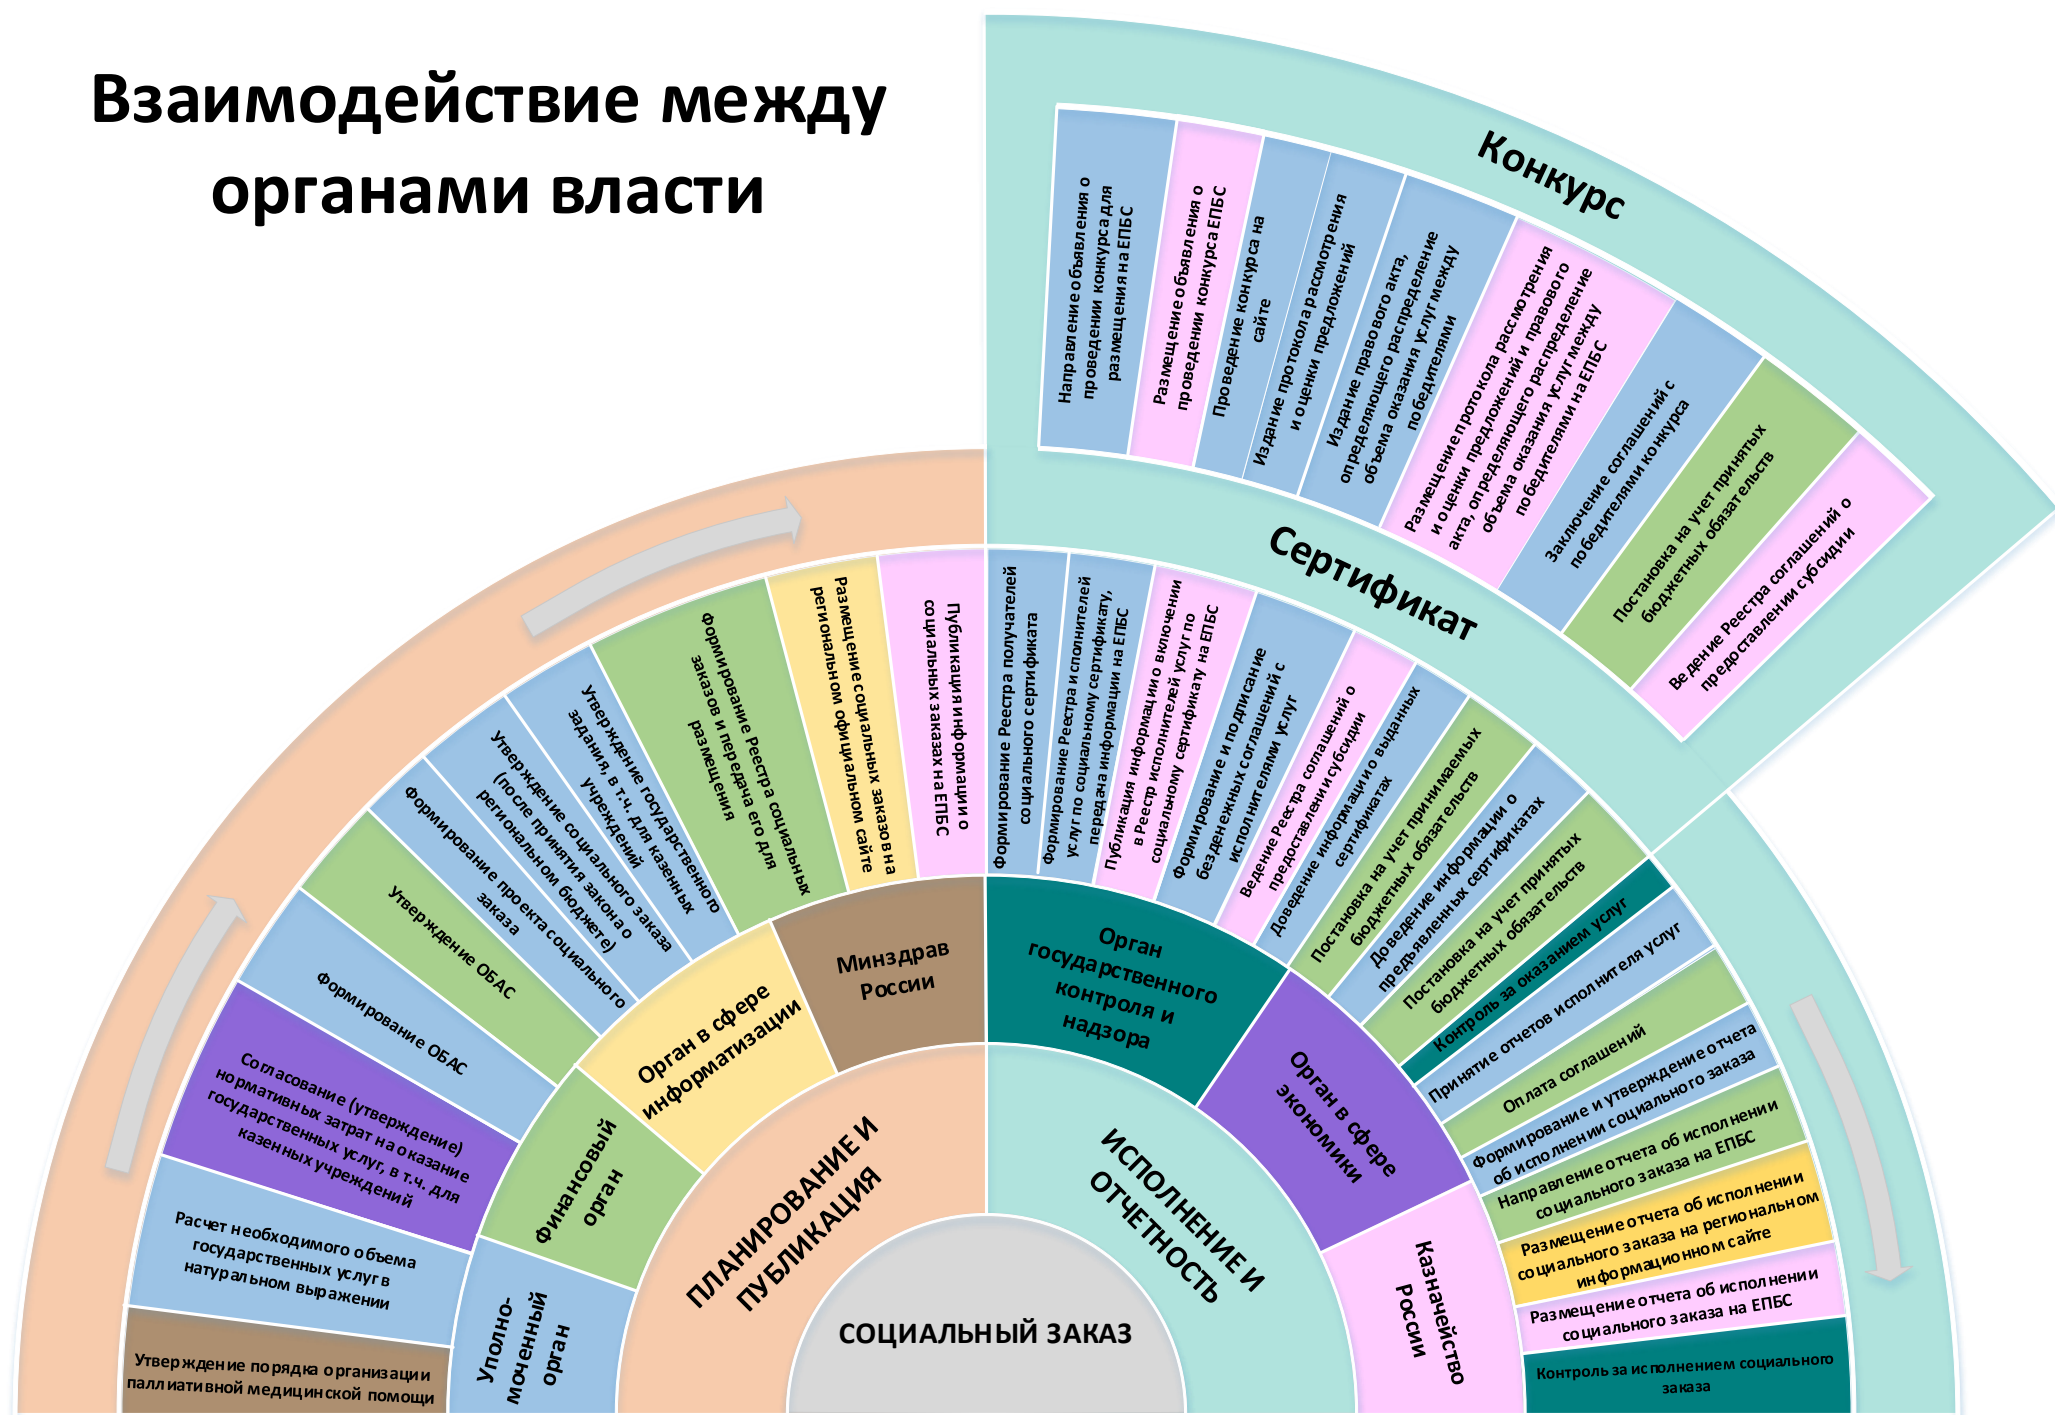 Взаимодействие между
органами власти
Конкурс
Направление объявления о
проведении конкурса для
размещения на ЕПБС
Размещение объявления о
проведении конкурса ЕПБС
Проведение конкурса на
сайте
Издание протокола рассмотрения
и оценки предложений
Издание правового акта,
определяющего распределение
объема оказания услуг между
победителями
Размещение протокола рассмотрения
и оценки предложений и правового
акта, определяющего распределение
объема оказания услуг между
победителями на ЕПБС
Заключение соглашений с
победителями конкурса
Постановка на учет принятых
бюджетных обязательств
Ведение Реестра соглашений о
предоставлении субсидии
Сертификат
Утверждение порядка организации
паллиативной медицинской помощи
Расчет необходимого объема
государственных услуг в
натуральном выражении
Согласование (утверждение)
нормативных затрат на оказание
государственных услуг, в т.ч. для
казенных учреждений
Формирование ОБАС
Утверждение ОБАС
Формирование проекта социального
заказа
Утверждение социального заказа
(после принятия закона о
региональном бюджете)
Утверждение государственного
задания, в т.ч. для казенных
учреждений
Формирование Реестра социальных
заказов и передача его для
размещения
Размещение социальных заказов на
региональном официальном сайте
Публикация информации о
социальных заказах на ЕПБС
Формирование Реестра получателей
социального сертификата
Формирование Реестра исполнителей
услуг по социальному сертификату,
передача информации на ЕПБС
Публикация информации о включении
в Реестр исполнителей услуг по
социальному сертификату на ЕПБС
Формирование и подписание
безденежных соглашений с
исполнителями услуг
Ведение Реестра соглашений о
предоставлении субсидии
Доведение информации о выданных
сертификатах
Постановка на учет принимаемых
бюджетных обязательств
Доведение информации о
предъявленных сертификатах
Постановка на учет принятых
бюджетных обязательств
Контроль за оказанием услуг
Принятие отчетов исполнителя услуг
Оплата соглашений
Формирование и утверждение отчета
об исполнении социального заказа
Направление отчета об исполнении
социального заказа на ЕПБС
Размещение отчета об исполнении
социального заказа на региональном
информационном сайте
Размещение отчета об исполнении
социального заказа на ЕПБС
Контроль за исполнением социального
заказа
Уполно-
моченный
орган
Финансовый
орган
Орган в сфере
информатизации
Минздрав
России
Орган
государственного
контроля и
надзора
Орган в сфере
экономики
Казначейство
России
ПЛАНИРОВАНИЕ И
ПУБЛИКАЦИЯ
ИСПОЛНЕНИЕ И
ОТЧЕТНОСТЬ
СОЦИАЛЬНЫЙ ЗАКАЗ